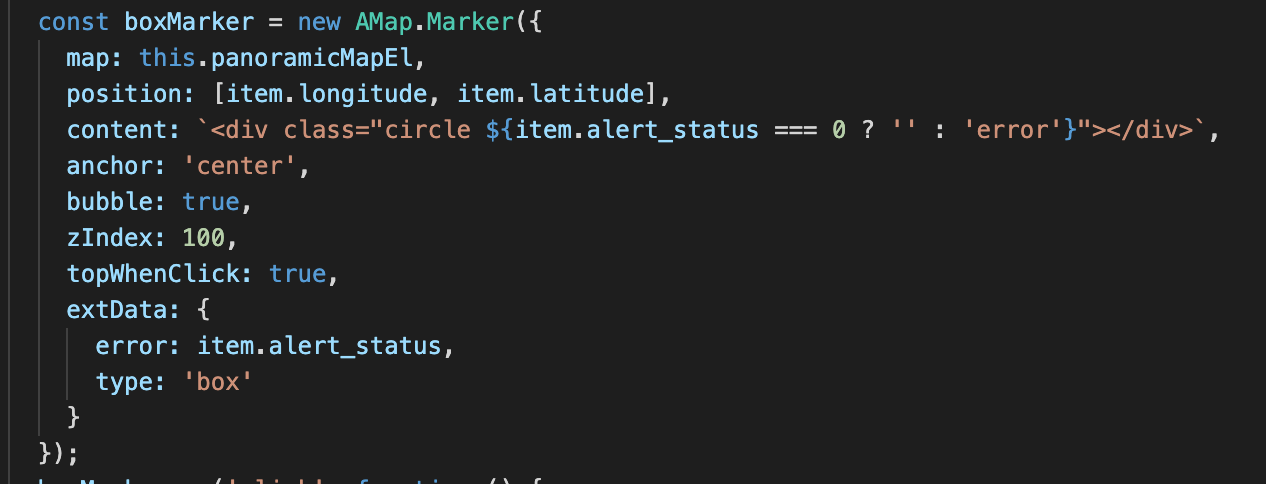 const boxMarker = new AMap.Marker({
map: this.panoramicMapEl,
position: [item.longitude, item.latitude],
content: `<div class="circle ${item.alert_status === 0 ? '' : 'error'}"></div>`,
anchor: 'center',
bubble: true,
zIndex: 100,
topWhenClick: true,
extData: {
error: item.alert_status,
type: 'box'
}
});